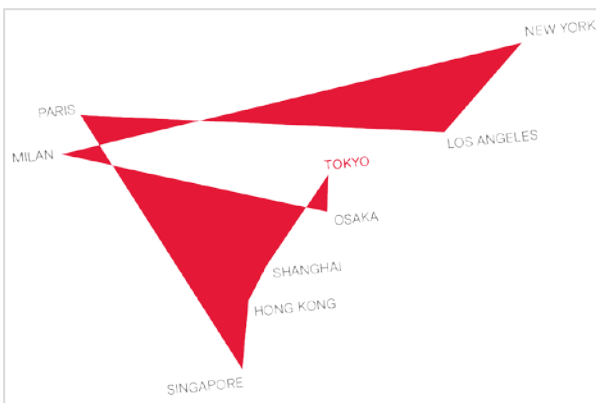 NEW YORK
PARIS
LOS ANGELES
MILAN
TOKYO
OSAKA
SHANGHAI
HONG KONG
SINGAPORE